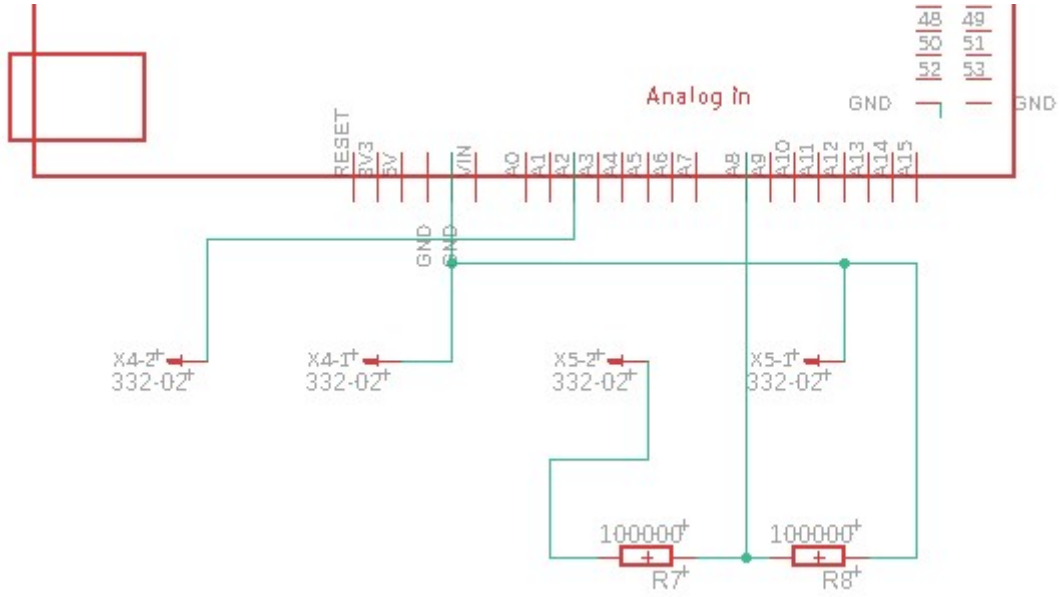 48 49
50 51
52 53
GND GND
Analog in
RESET 3V3 5V VIN A0 A1 A2 A3 A4 A5 A6 A7 A8 A9 A10 A11 A12 A13 A14 A15
GND GND
X4-2 X4-1 X5-2 X5-1
332-02 332-02 332-02 332-02
100000 100000
R7 R8